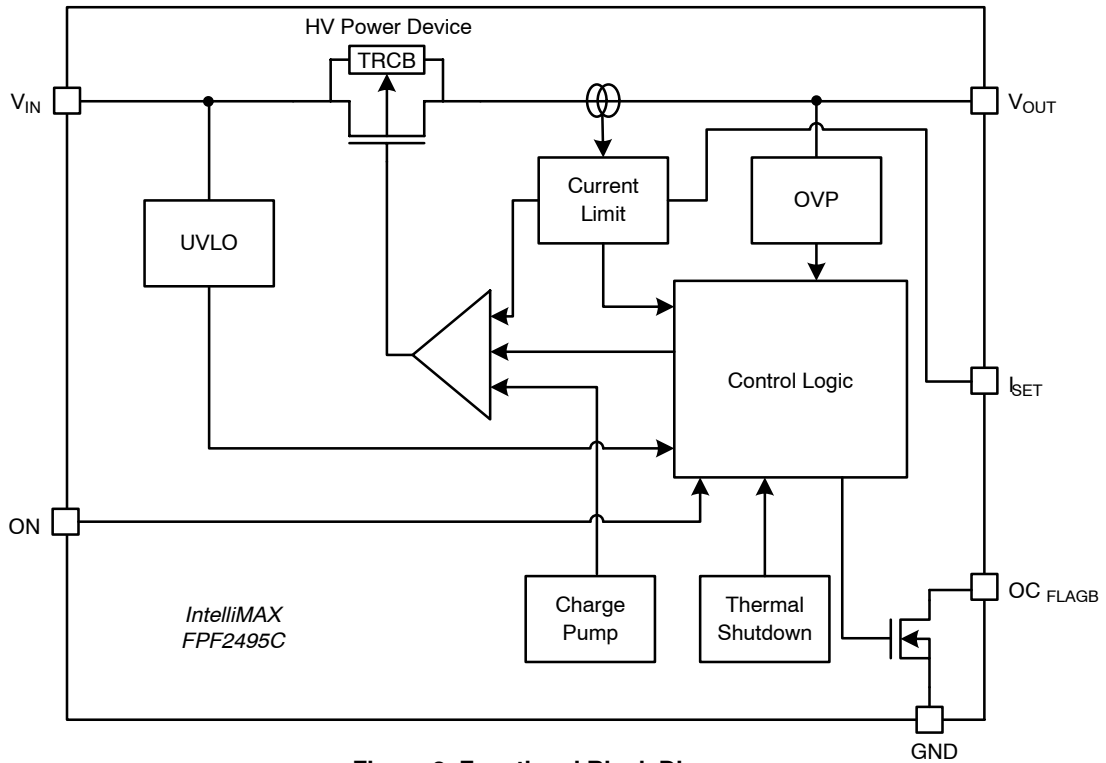 HV Power Device
TRCB
VIN
VOUT
Current
Limit
OVP
UVLO
Control Logic
ISET
ON
Charge
Pump
Thermal
Shutdown
OC FLAGB
IntelliMAX
FPF2495C
GND